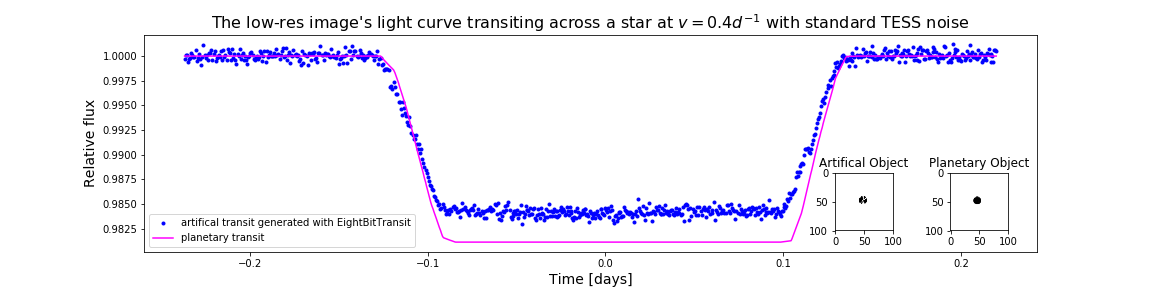 The low-res image's light curve transiting across a star at v = 0.4d⁻¹ with standard TESS noise
Relative flux
1.0000
0.9975
0.9950
0.9925
0.9900
0.9875
0.9850
0.9825
artifical transit generated with EightBitTransit
planetary transit
Artifical Object
0
50
100
0 50 100
Planetary Object
0
50
100
0 50 100
−0.2 −0.1 0.0 0.1 0.2
Time [days]